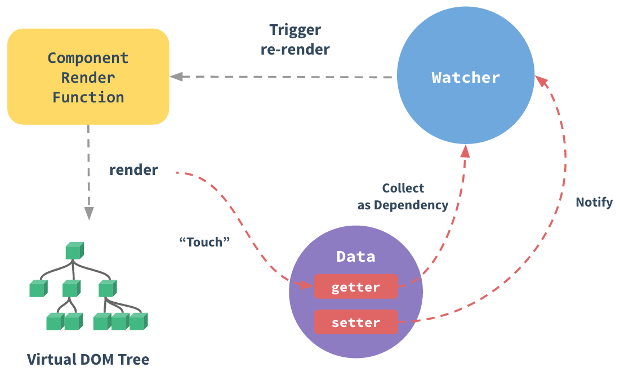 Trigger
re-render
Component
Render
Function
Watcher
render
Collect
as Dependency
Notify
“Touch”
Data
getter
setter
Virtual DOM Tree